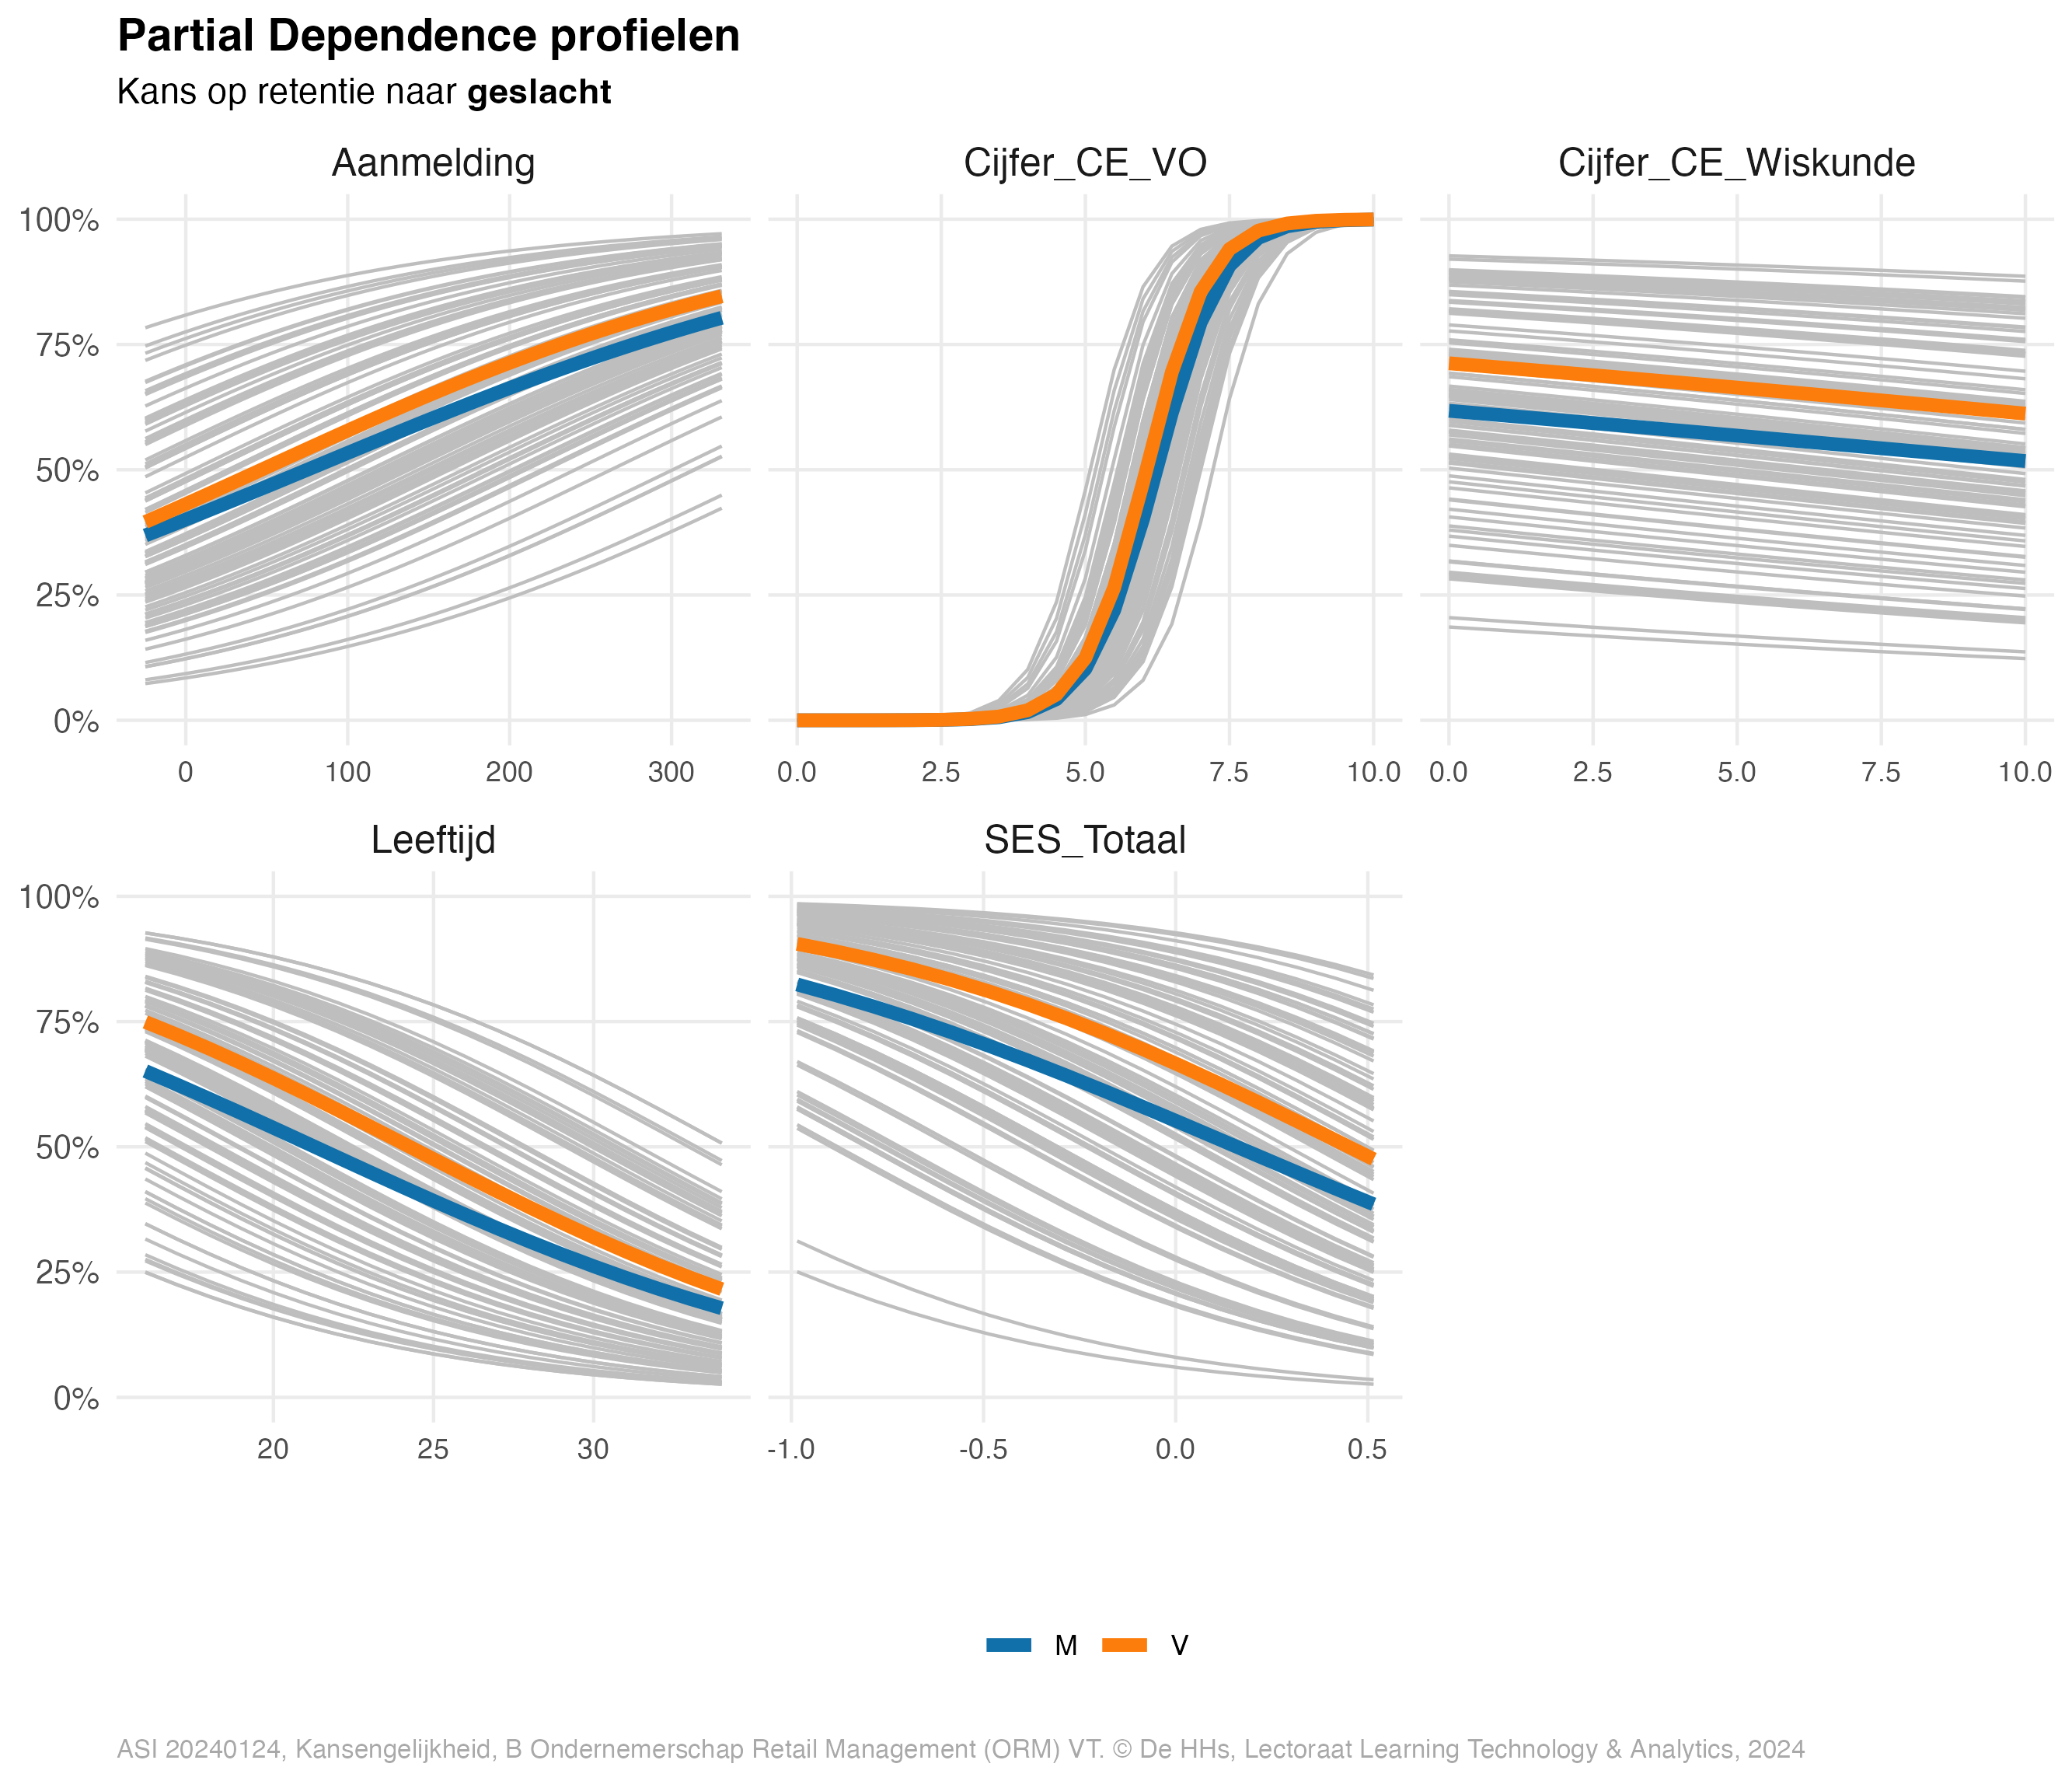 Partial Dependence profielen
Kans op retentie naar geslacht
Aanmelding
Cijfer_CE_VO
Cijfer_CE_Wiskunde
100%
75%
50%
25%
0%
0 100 200 300
0.0 2.5 5.0 7.5 10.0
0.0 2.5 5.0 7.5 10.0
Leeftijd
SES_Totaal
100%
75%
50%
25%
0%
20 25 30
-1.0 -0.5 0.0 0.5
M V
ASI 20240124, Kansengelijkheid, B Ondernemerschap Retail Management (ORM) VT. © De HHs, Lectoraat Learning Technology & Analytics, 2024